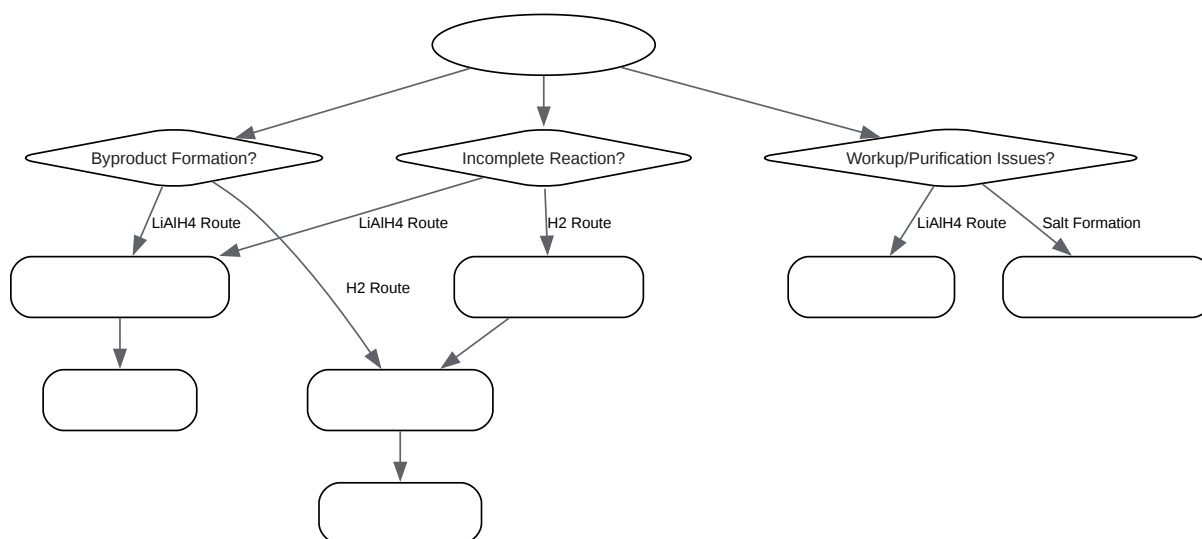 Byproduct Formation?
Incomplete Reaction?
Workup/Purification Issues?
LiAlH4 Route
LiAlH4 Route
H2 Route
LiAlH4 Route
Salt Formation
H2 Route